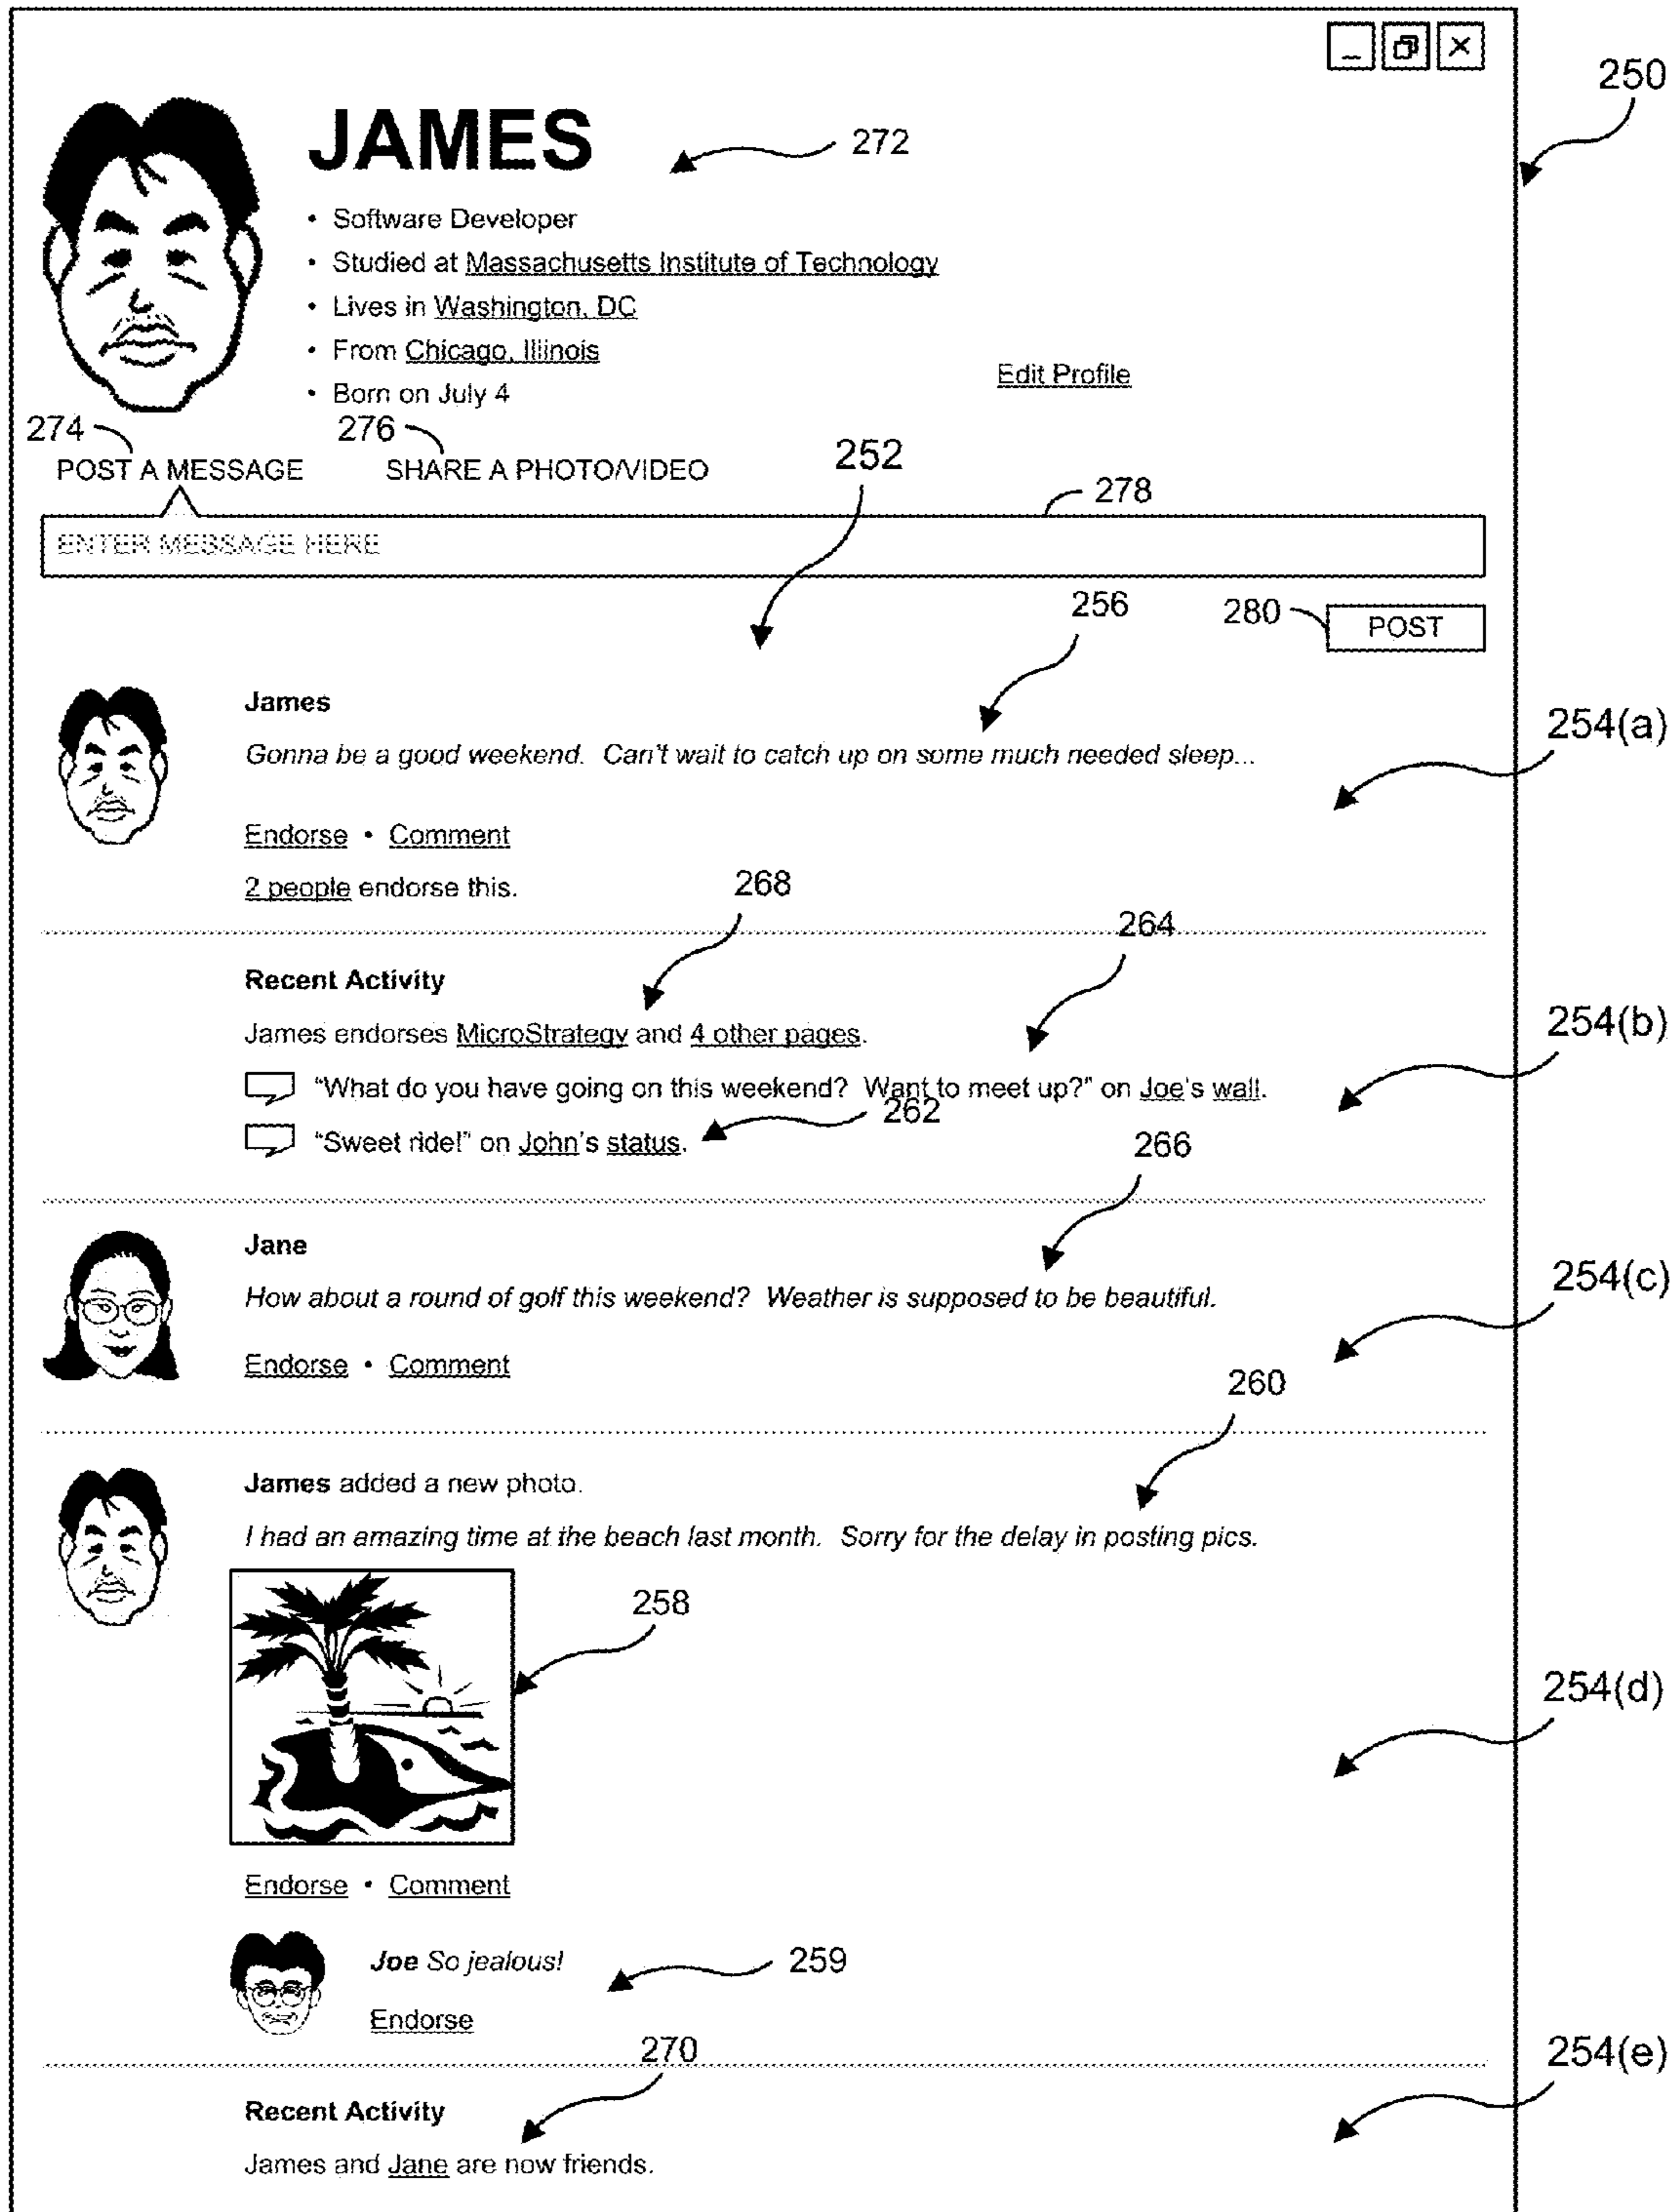 250
JAMES
272
• Software Developer
• Studied at Massachusetts Institute of Technology
• Lives in Washington, DC
• From Chicago, Illinois
Edit Profile
• Born on July 4
274
276
252
POST A MESSAGE SHARE A PHOTO/VIDEO
278
ENTER MESSAGE HERE
256
280
POST
James
254(a)
Gonna be a good weekend. Can't wait to catch up on some much needed sleep...
Endorse • Comment
2 people endorse this.
268
264
Recent Activity
254(b)
James endorses MicroStrategy and 4 other pages.
“What do you have going on this weekend? Want to meet up?” on Joe's wall.
262
“Sweet ride!” on John's status.
266
Jane
254(c)
How about a round of golf this weekend? Weather is supposed to be beautiful.
Endorse • Comment
260
James added a new photo.
I had an amazing time at the beach last month. Sorry for the delay in posting pics.
258
254(d)
Endorse • Comment
Joe So jealous!
259
Endorse
270
254(e)
Recent Activity
James and Jane are now friends.